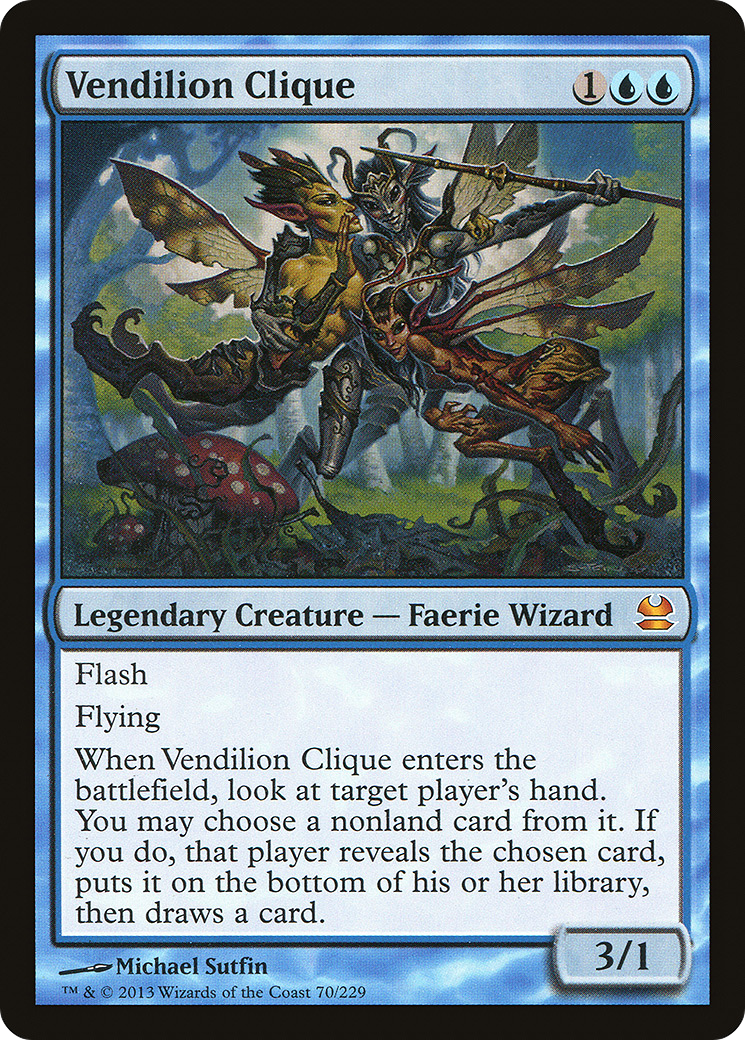 Vendilion Clique 1
Legendary Creature — Faerie Wizard
Flash
Flying
When Vendilion Clique enters the
battlefield, look at target player's hand.
You may choose a nonland card from it. If
you do, that player reveals the chosen card,
puts it on the bottom of his or her library,
then draws a card.
3/1
Michael Sutfin
™ & © 2013 Wizards of the Coast 70/229